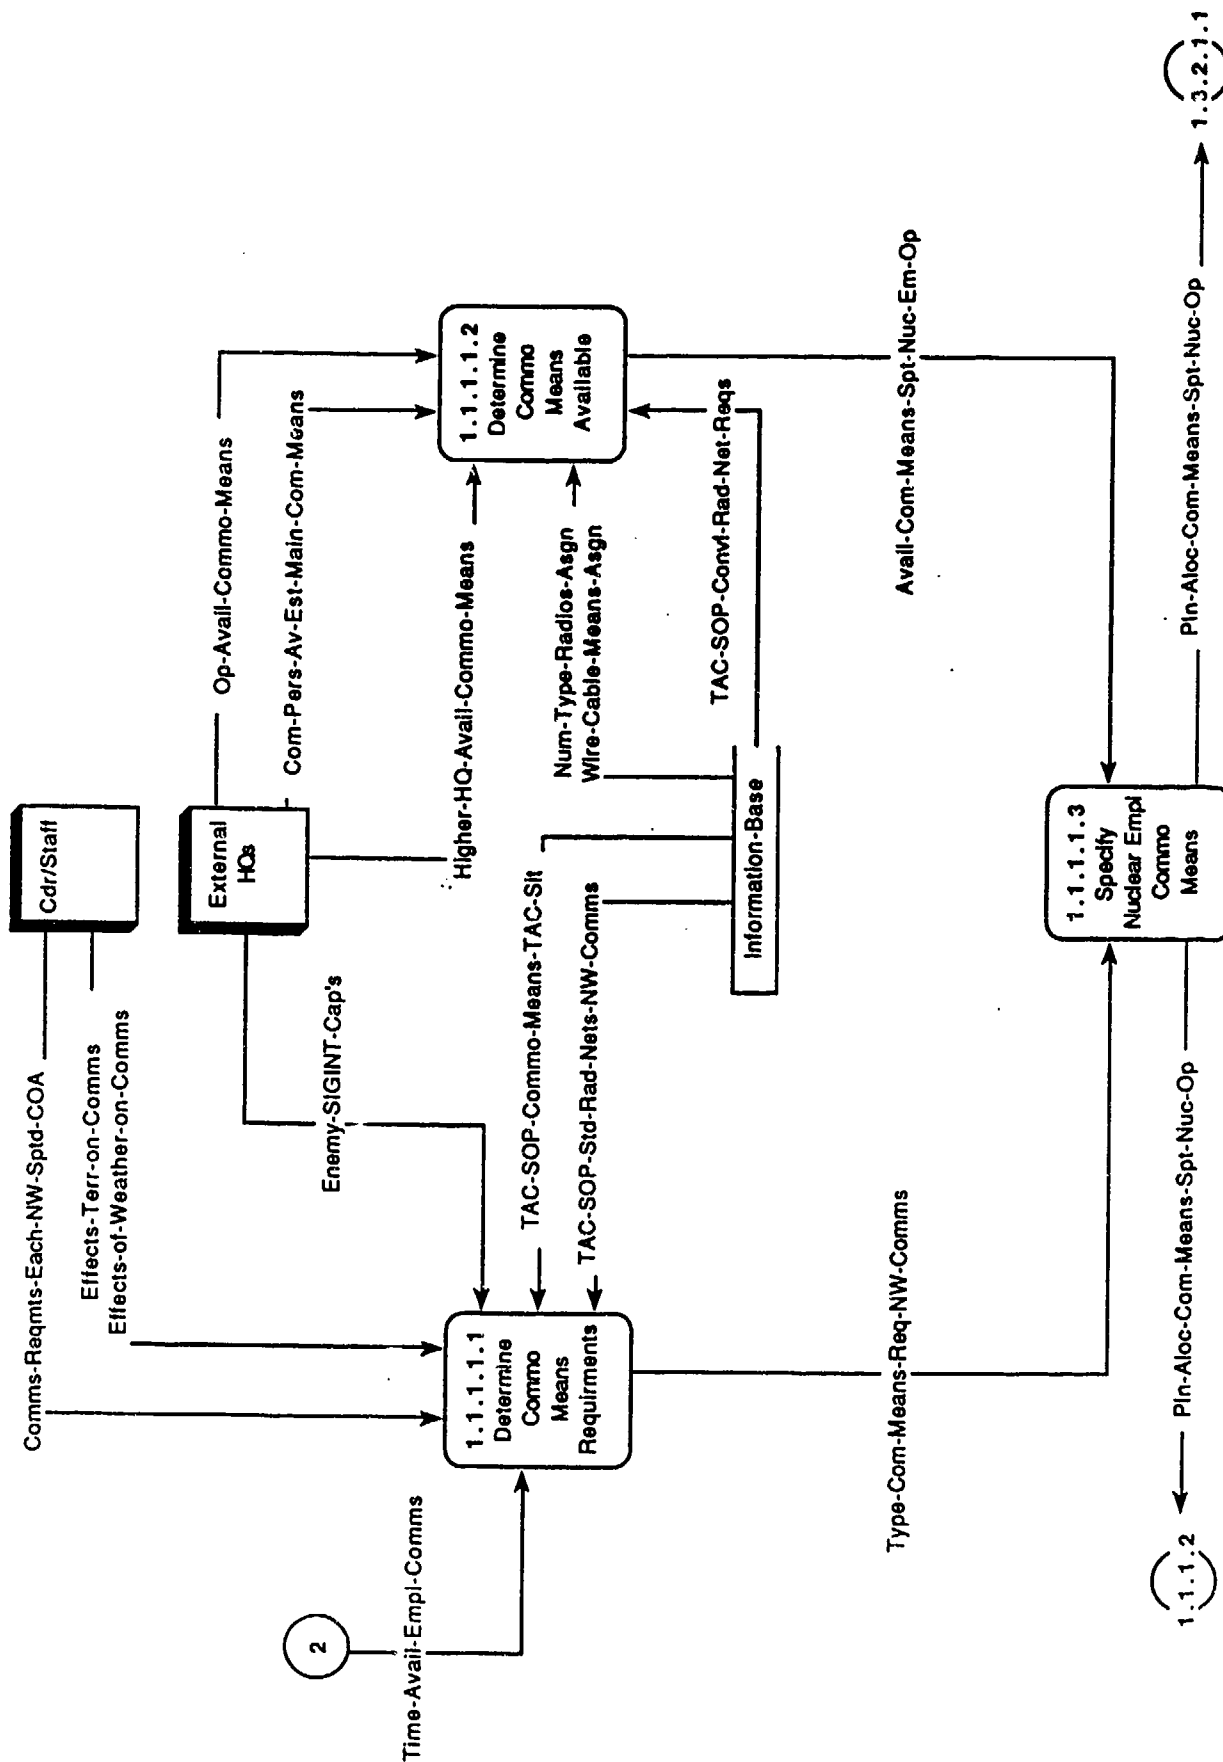 Cdr/Staff
Comms-Reqmts-Each-NW-Sptd-COA
Effects-Terr-on-Comms
Effects-of-Weather-on-Comms
External
HQs
Op-Avail-Commo-Means
Com-Pers-Av-Est-Main-Com-Means
Enemy-SIGINT-Cap's
Higher-HQ-Avail-Commo-Means
2
Time-Avail-Empl-Comms
1.1.1.1.1
Determine
Commo
Means
Requirments
TAC-SOP-Commo-Means-TAC-Sit
TAC-SOP-Std-Rad-Nets-NW-Comms
Num-Type-Radios-Asgn
Wire-Cable-Means-Asgn
1.1.1.1.2
Determine
Commo
Means
Available
TAC-SOP-Convl-Rad-Net-Reqs
Information-Base
Type-Com-Means-Req-NW-Comms
Avail-Com-Means-Spt-Nuc-Em-Op
1.1.1.1.3
Specify
Nuclear Empl
Commo
Means
1.1.1.2
Pln-Aloc-Com-Means-Spt-Nuc-Op
Pln-Aloc-Com-Means-Spt-Nuc-Op
1.3.2.1.1